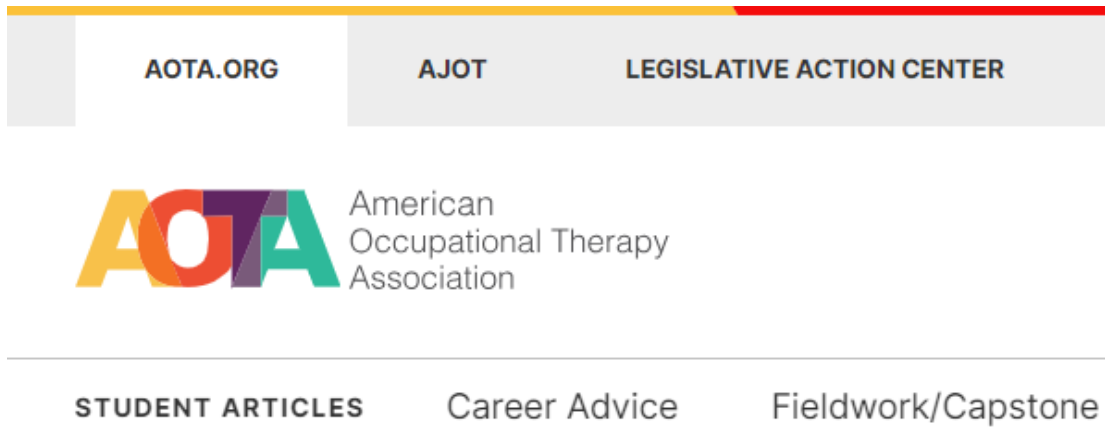 AOTA.ORG AJOT LEGISLATIVE ACTION CENTER
AOTA
American
Occupational Therapy
Association
STUDENT ARTICLES Career Advice Fieldwork/Capstone